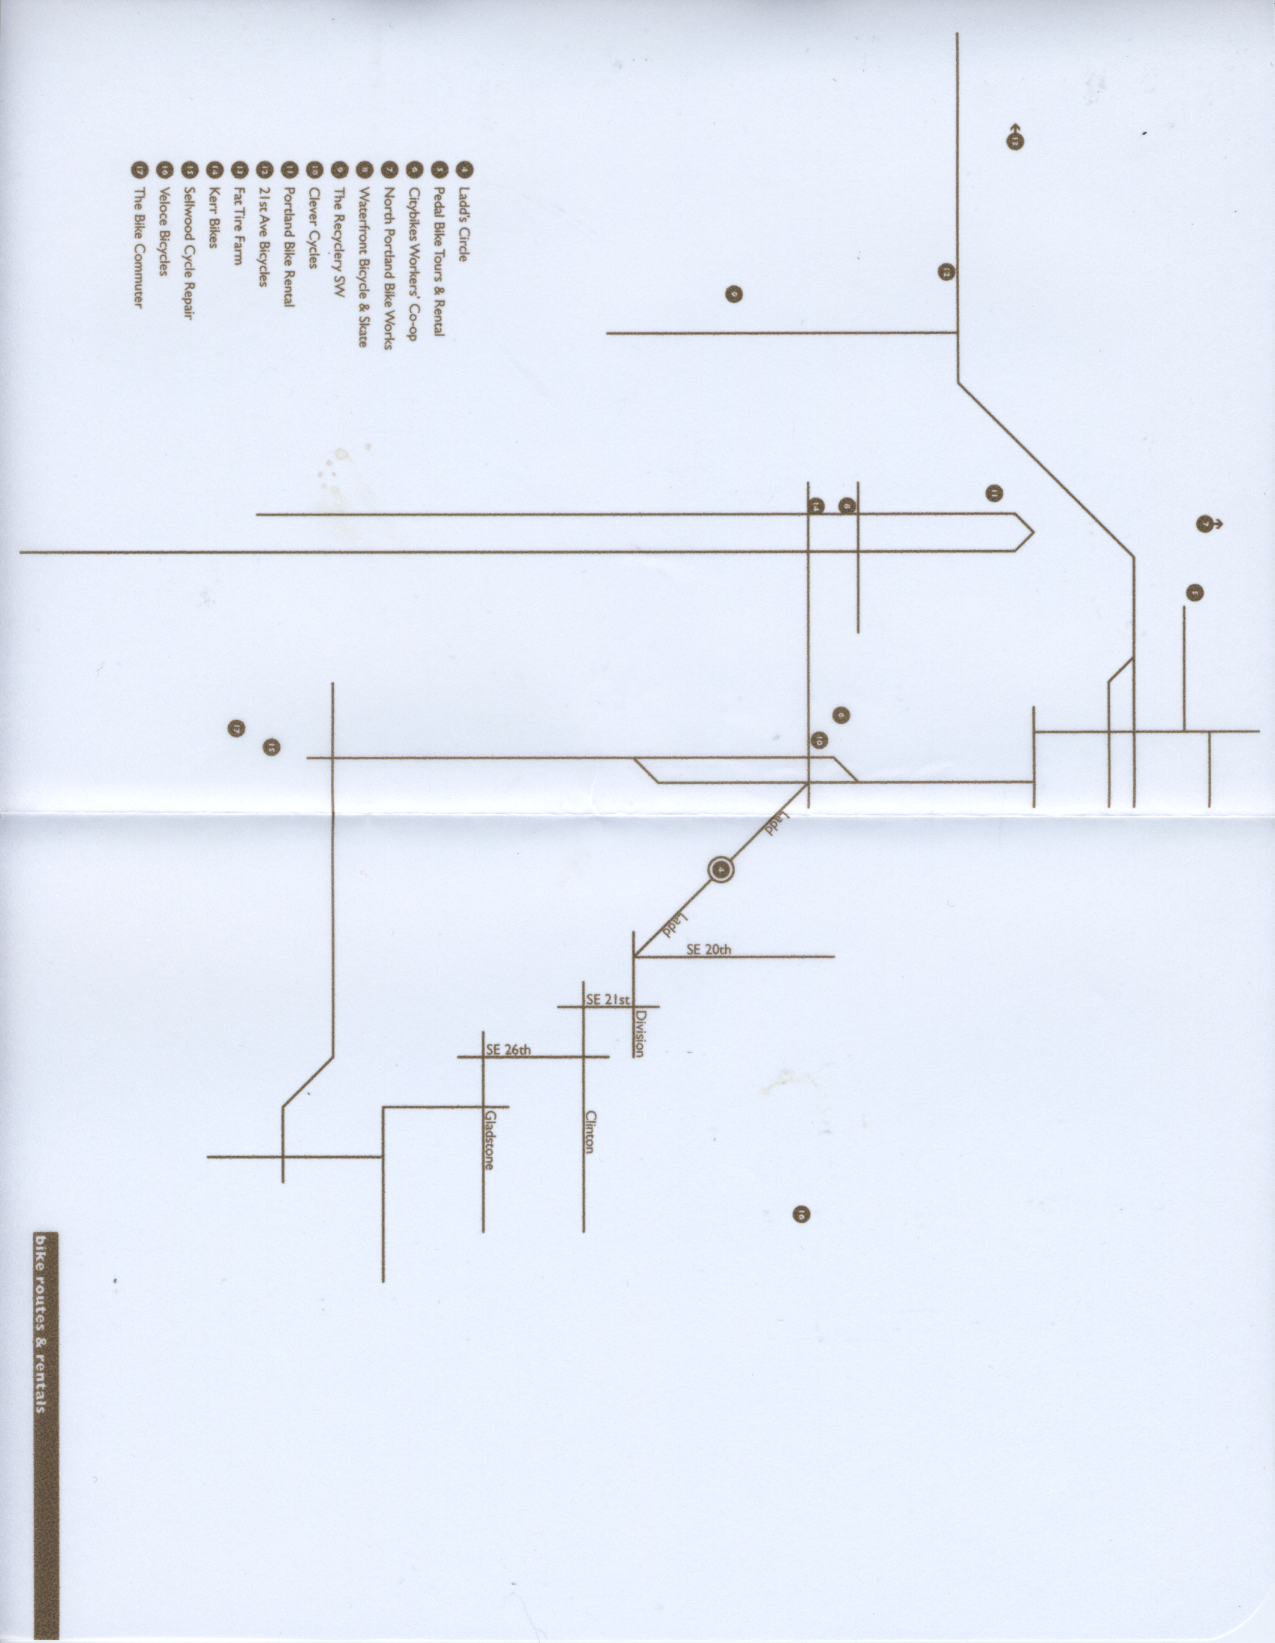 4 Ladd's Circle
5 Pedal Bike Tours & Rental
6 Citybikes Workers' Co-op
7 North Portland Bike Works
8 Waterfront Bicycle & Skate
9 The Recyclery SW
10 Clever Cycles
11 Portland Bike Rental
12 21st Ave Bicycles
13 Fat Tire Farm
14 Kerr Bikes
15 Sellwood Cycle Repair
16 Veloce Bicycles
17 The Bike Commuter
13
12
9
11
7
5
14
8
6
10
17
15
Ladd
4
Ladd
SE 20th
SE 21st
Division
SE 26th
Clinton
Gladstone
16
bike routes & rentals